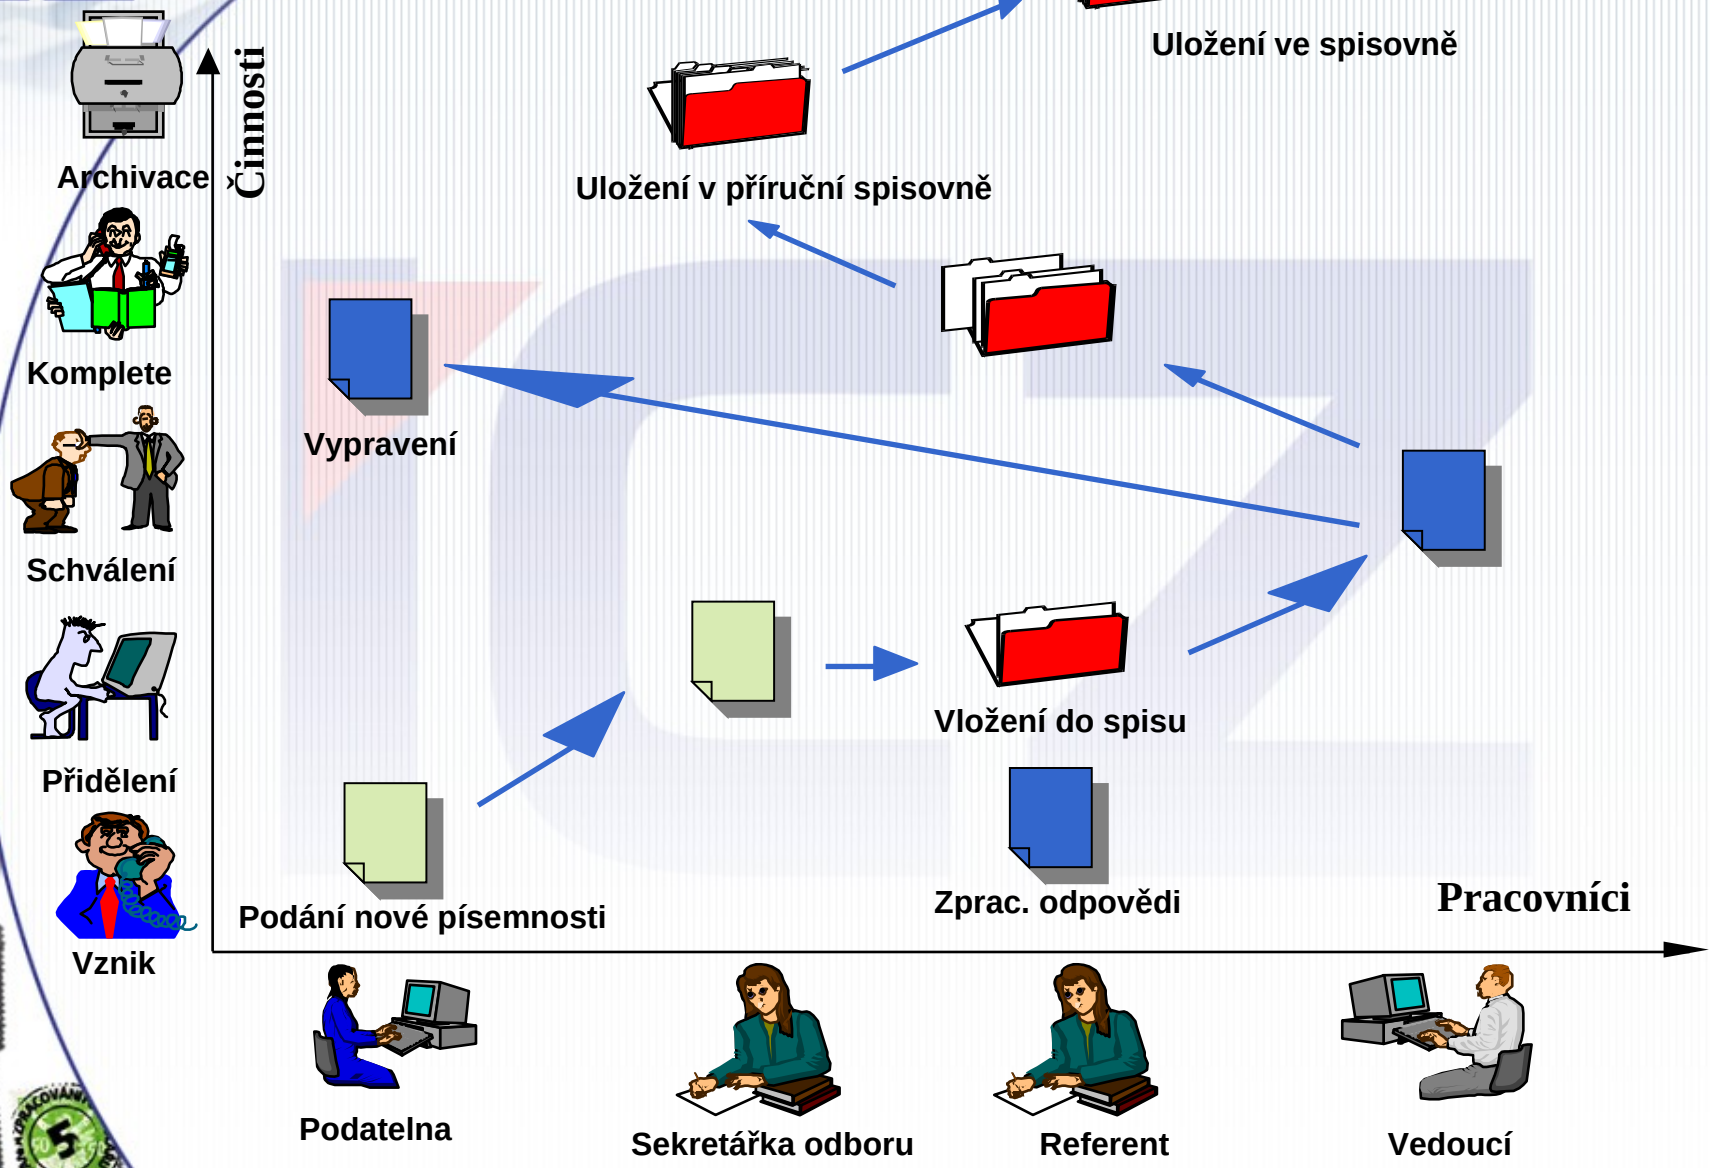 Uložení ve spisovně
Činnosti
Archivace
Uložení v příruční spisovně
Komplete
Vypravení
Schválení
Vložení do spisu
Přidělení
Zprac. odpovědi
Pracovníci
Podání nové písemnosti
Vznik
Podatelna
Sekretářka odboru
Referent
Vedoucí
5